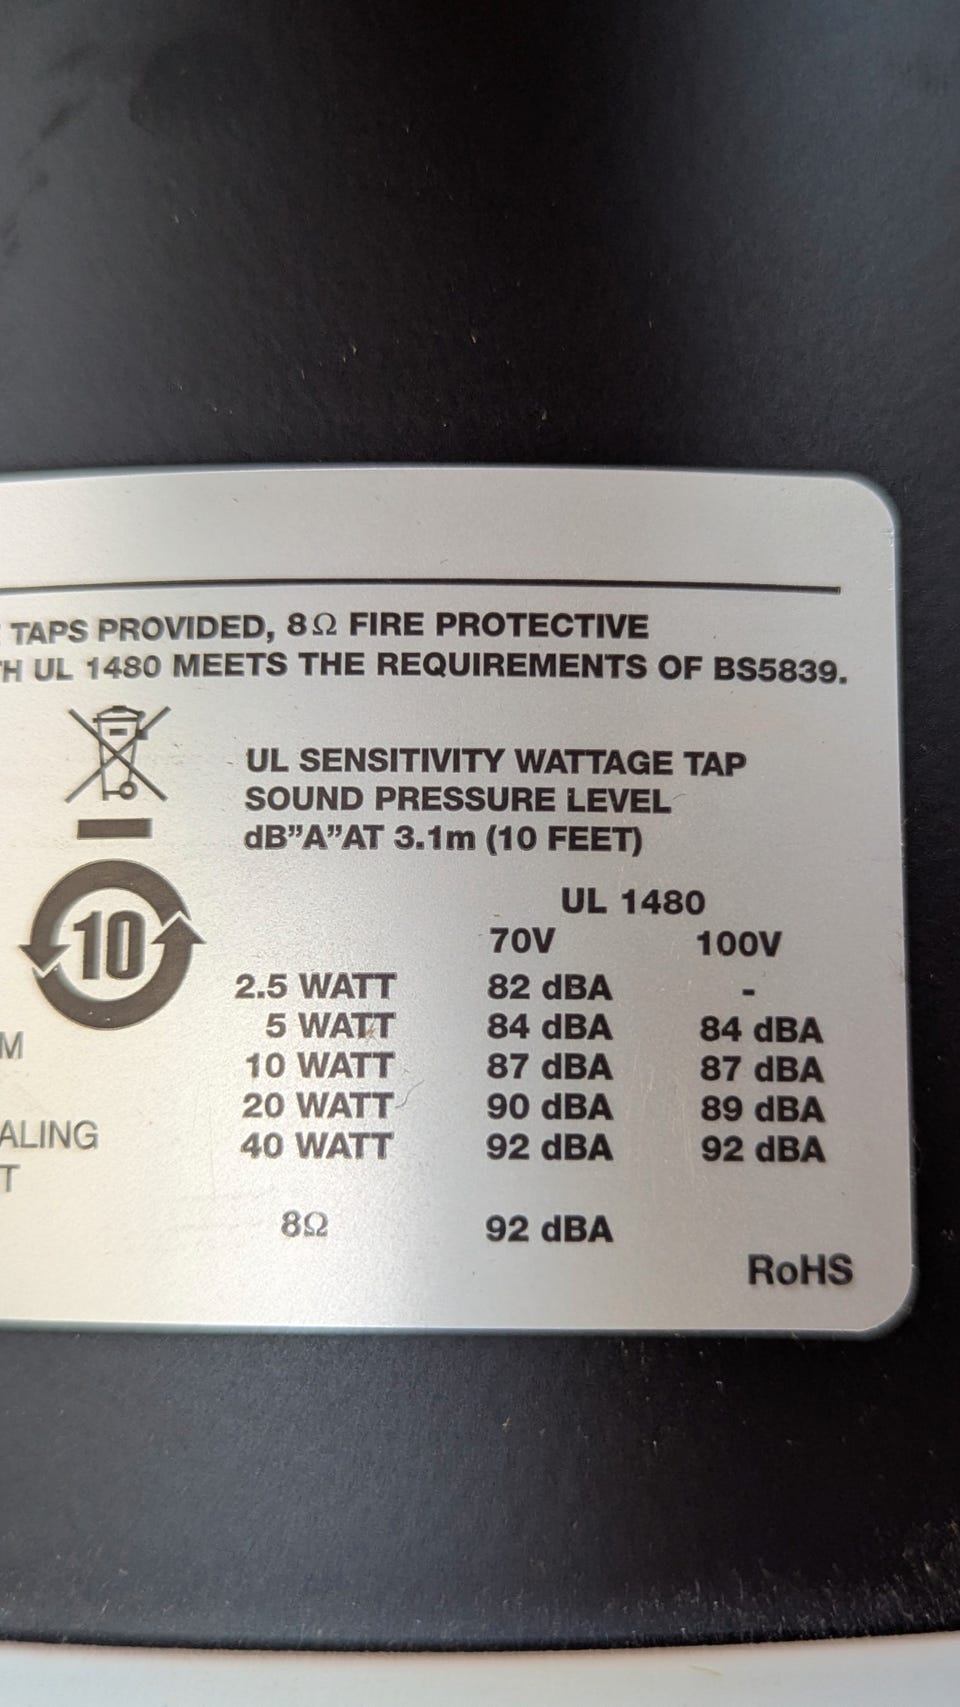 TAPS PROVIDED, 8Ω FIRE PROTECTIVE
UL 1480 MEETS THE REQUIREMENTS OF BS5839.
UL SENSITIVITY WATTAGE TAP
SOUND PRESSURE LEVEL
dB"A"AT 3.1m (10 FEET)
10
UL 1480
70V 100V
2.5 WATT 82 dBA -
5 WATT 84 dBA 84 dBA
10 WATT 87 dBA 87 dBA
20 WATT 90 dBA 89 dBA
40 WATT 92 dBA 92 dBA
8Ω 92 dBA
RoHS